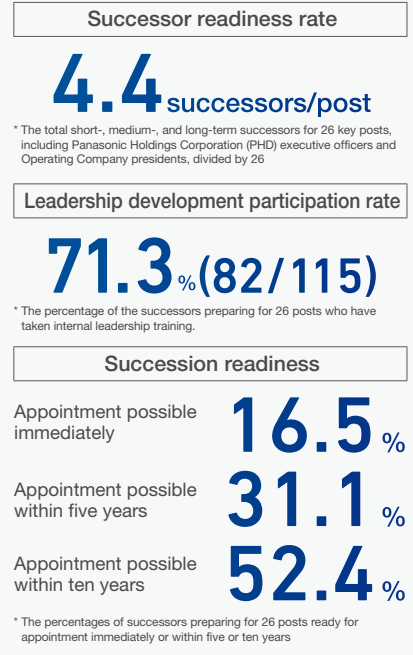 Successor readiness rate
4.4 successors/post
* The total short-, medium-, and long-term successors for 26 key posts,
including Panasonic Holdings Corporation (PHD) executive officers and
Operating Company presidents, divided by 26
Leadership development participation rate
71.3 % (82/115)
* The percentage of the successors preparing for 26 posts who have
taken internal leadership training.
Succession readiness
Appointment possible
immediately
16.5 %
Appointment possible
within five years
31.1 %
Appointment possible
within ten years
52.4 %
* The percentages of successors preparing for 26 posts ready for
appointment immediately or within five or ten years